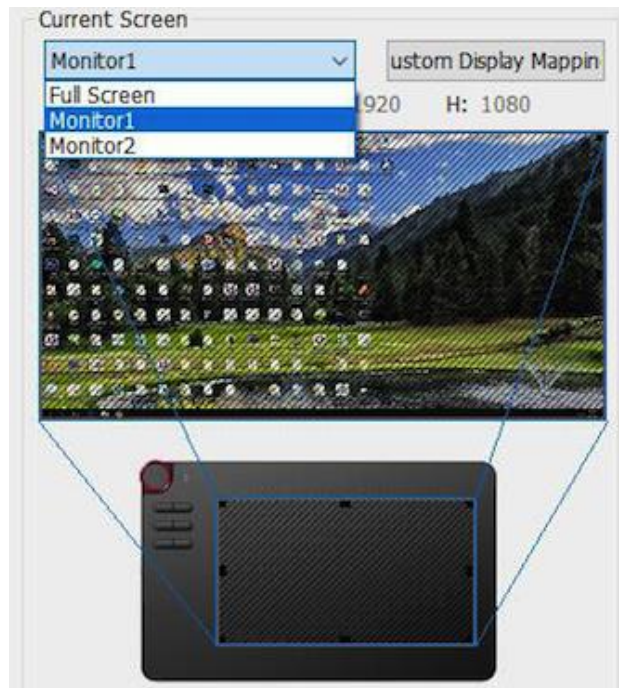 Current Screen
Monitor1
ustom Display Mappin
Full Screen
1920 H: 1080
Monitor1
Monitor2